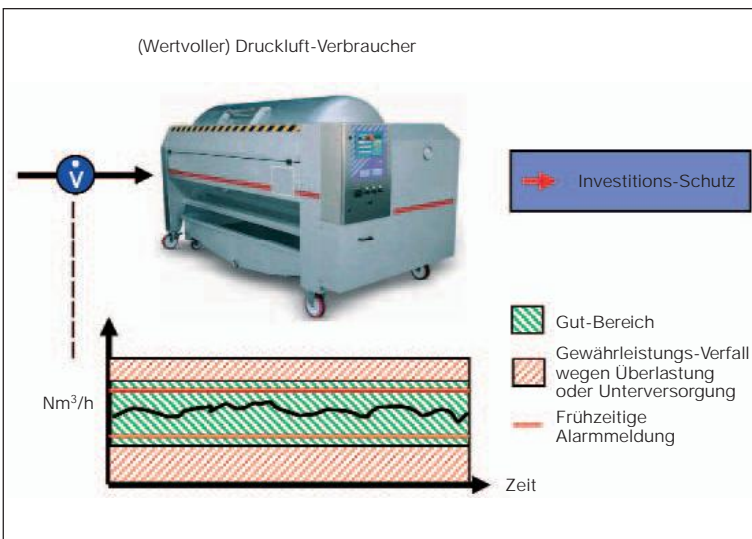 (Wertvoller) Druckluft-Verbraucher
V̇
Investitions-Schutz
Gut-Bereich
Gewährleistungs-Verfall
wegen Überlastung
oder Unterversorgung
Frühzeitige
Alarmmeldung
Nm³/h
Zeit